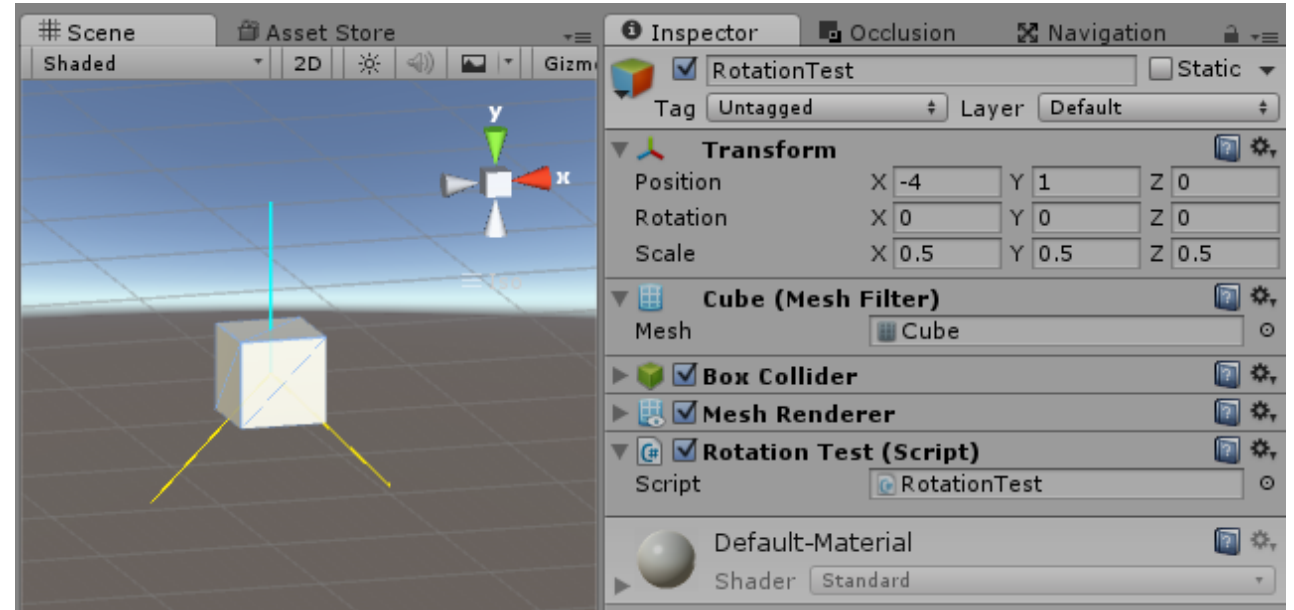 Scene Asset Store
Shaded 2D Gizm
y
x
Inspector Occlusion Navigation
RotationTest Static
Tag Untagged Layer Default
Transform
Position X -4 Y 1 Z 0
Rotation X 0 Y 0 Z 0
Scale X 0.5 Y 0.5 Z 0.5
Cube (Mesh Filter)
Mesh Cube
Box Collider
Mesh Renderer
Rotation Test (Script)
Script RotationTest
Default-Material
Shader Standard